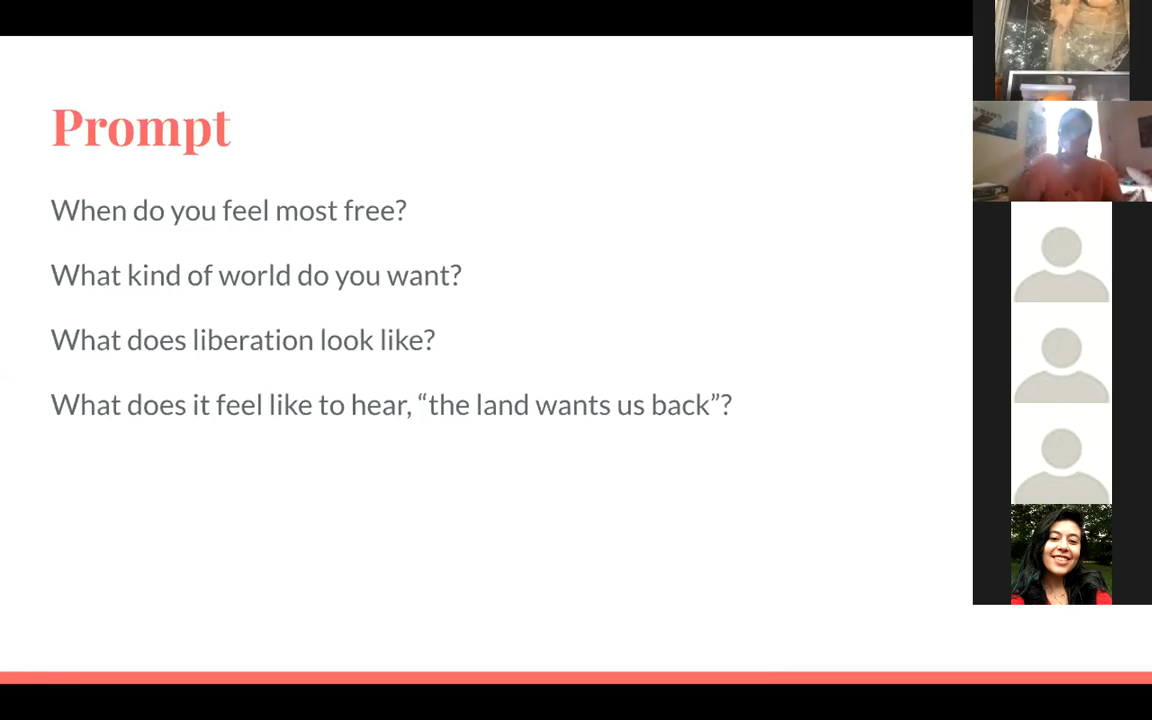 Prompt
When do you feel most free?
What kind of world do you want?
What does liberation look like?
What does it feel like to hear, “the land wants us back”?